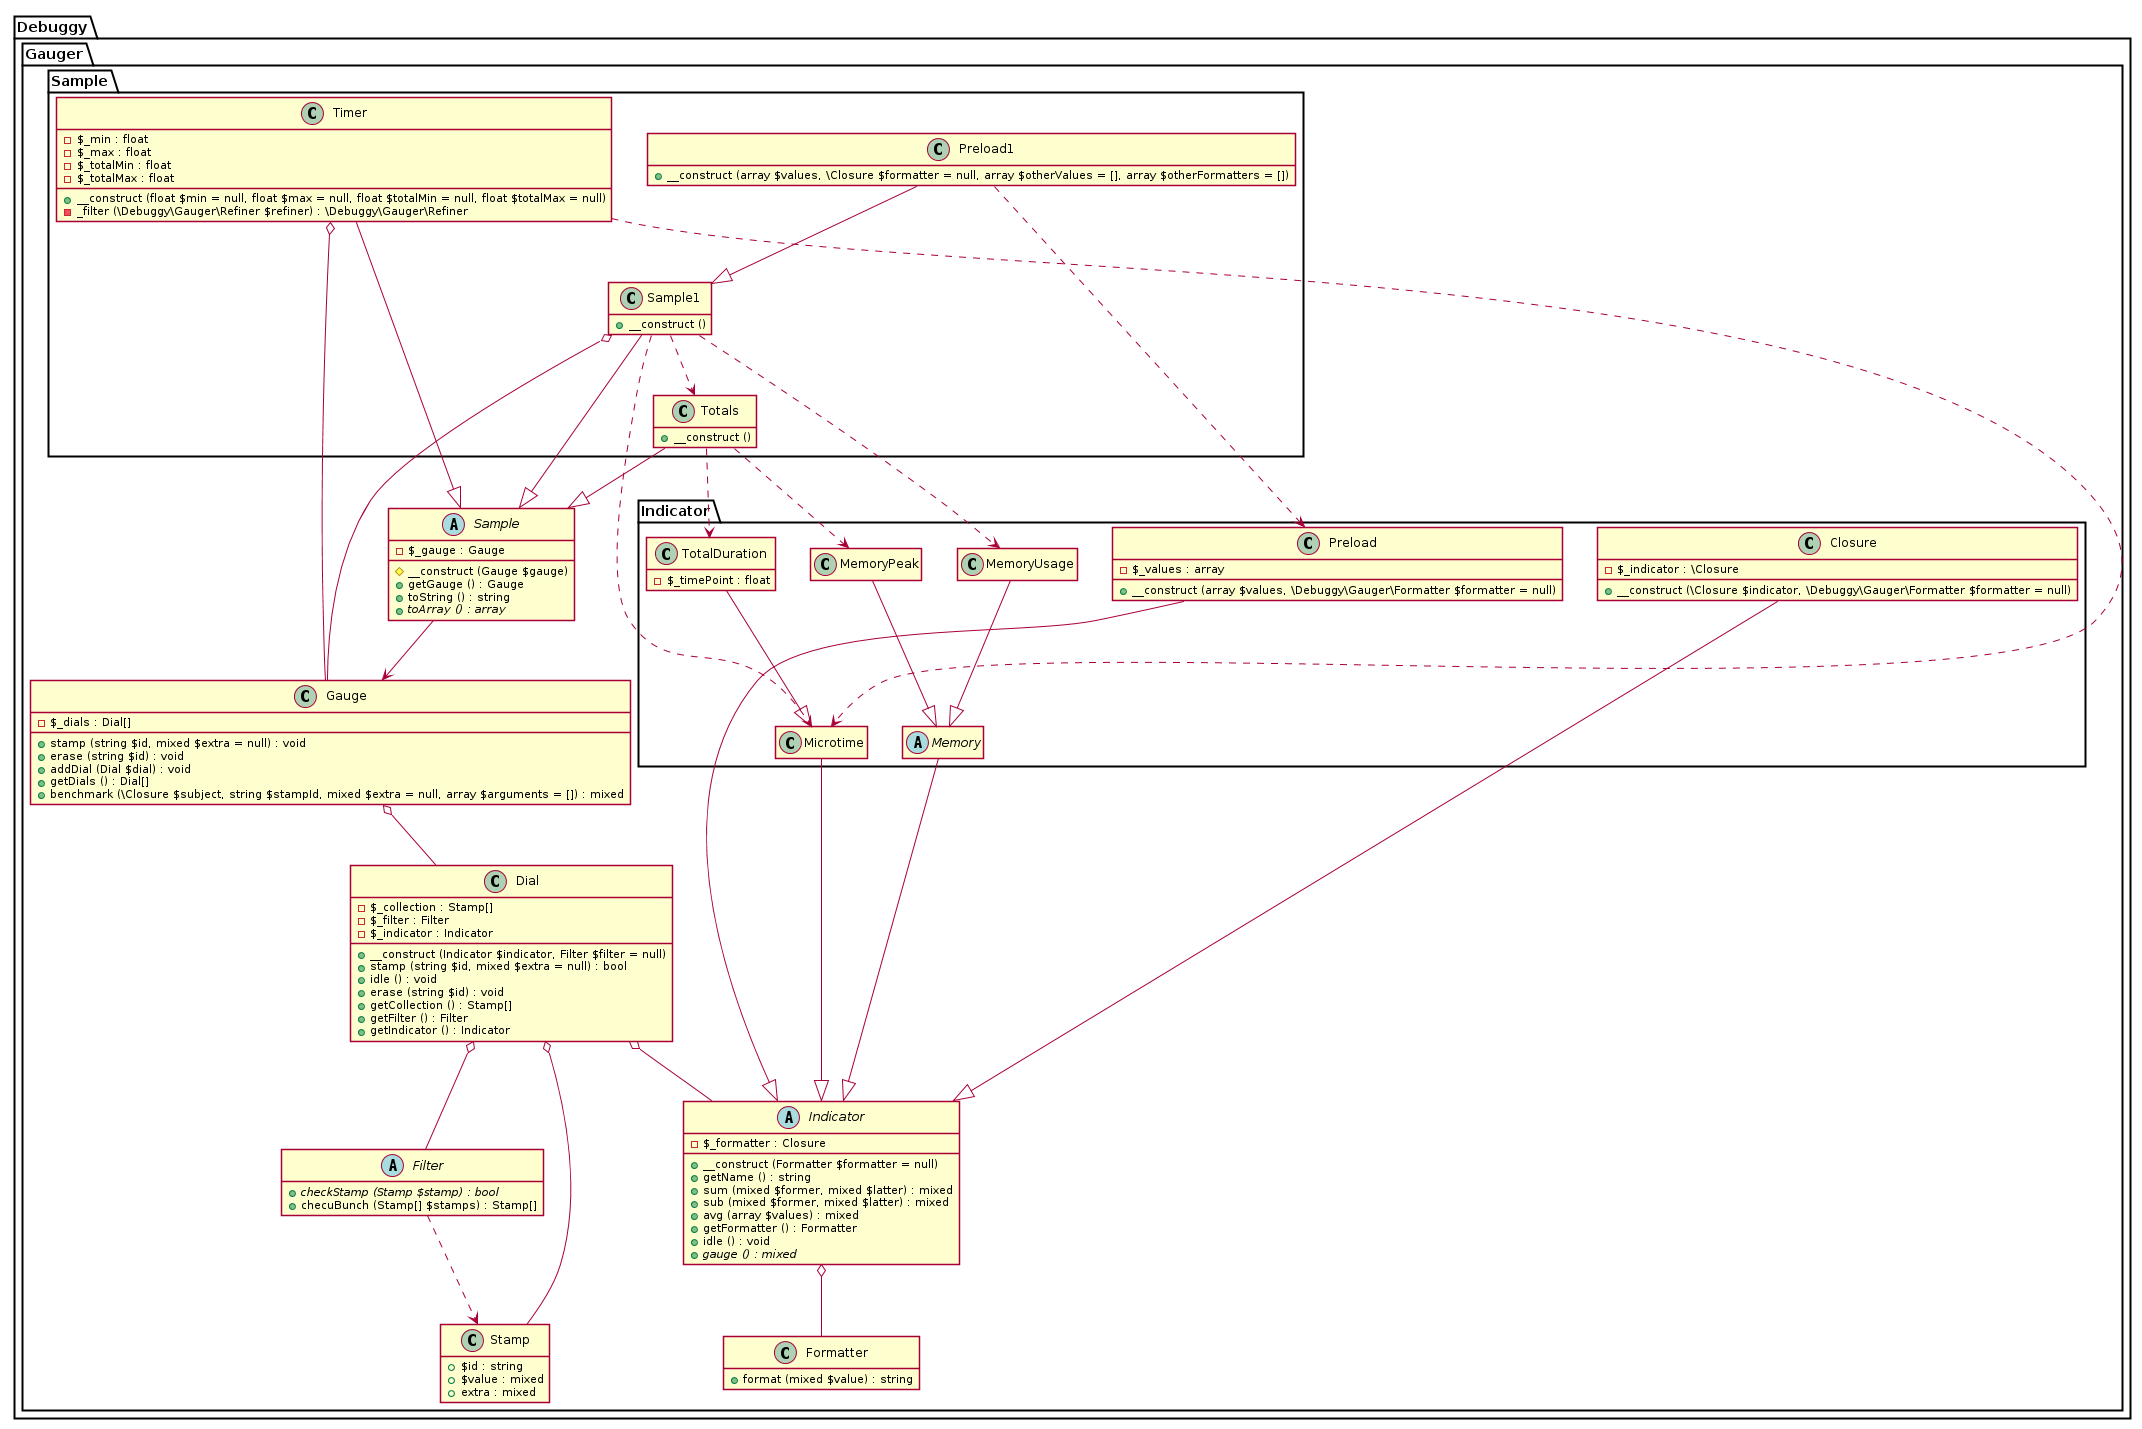 Debuggy
Gauger
Sample
C Timer
$_min : float
$_max : float
$_totalMin : float
$_totalMax : float
__construct (float $min = null, float $max = null, float $totalMin = null, float $totalMax = null)
_filter (\Debuggy\Gauger\Refiner $refiner) : \Debuggy\Gauger\Refiner
C Preload1
__construct (array $values, \Closure $formatter = null, array $otherValues = [], array $otherFormatters = [])
C Sample1
__construct ()
C Totals
__construct ()
A Sample
$_gauge : Gauge
__construct (Gauge $gauge)
getGauge () : Gauge
toString () : string
toArray () : array
Indicator
C TotalDuration
$_timePoint : float
C MemoryPeak
C MemoryUsage
C Preload
$_values : array
__construct (array $values, \Debuggy\Gauger\Formatter $formatter = null)
C Closure
$_indicator : \Closure
__construct (\Closure $indicator, \Debuggy\Gauger\Formatter $formatter = null)
C Microtime
A Memory
C Gauge
$_dials : Dial[]
stamp (string $id, mixed $extra = null) : void
erase (string $id) : void
addDial (Dial $dial) : void
getDials () : Dial[]
benchmark (\Closure $subject, string $stampId, mixed $extra = null, array $arguments = []) : mixed
C Dial
$_collection : Stamp[]
$_filter : Filter
$_indicator : Indicator
__construct (Indicator $indicator, Filter $filter = null)
stamp (string $id, mixed $extra = null) : bool
idle () : void
erase (string $id) : void
getCollection () : Stamp[]
getFilter () : Filter
getIndicator () : Indicator
A Filter
checkStamp (Stamp $stamp) : bool
checuBunch (Stamp[] $stamps) : Stamp[]
A Indicator
$_formatter : Closure
__construct (Formatter $formatter = null)
getName () : string
sum (mixed $former, mixed $latter) : mixed
sub (mixed $former, mixed $latter) : mixed
avg (array $values) : mixed
getFormatter () : Formatter
idle () : void
gauge () : mixed
C Stamp
$id : string
$value : mixed
extra : mixed
C Formatter
format (mixed $value) : string